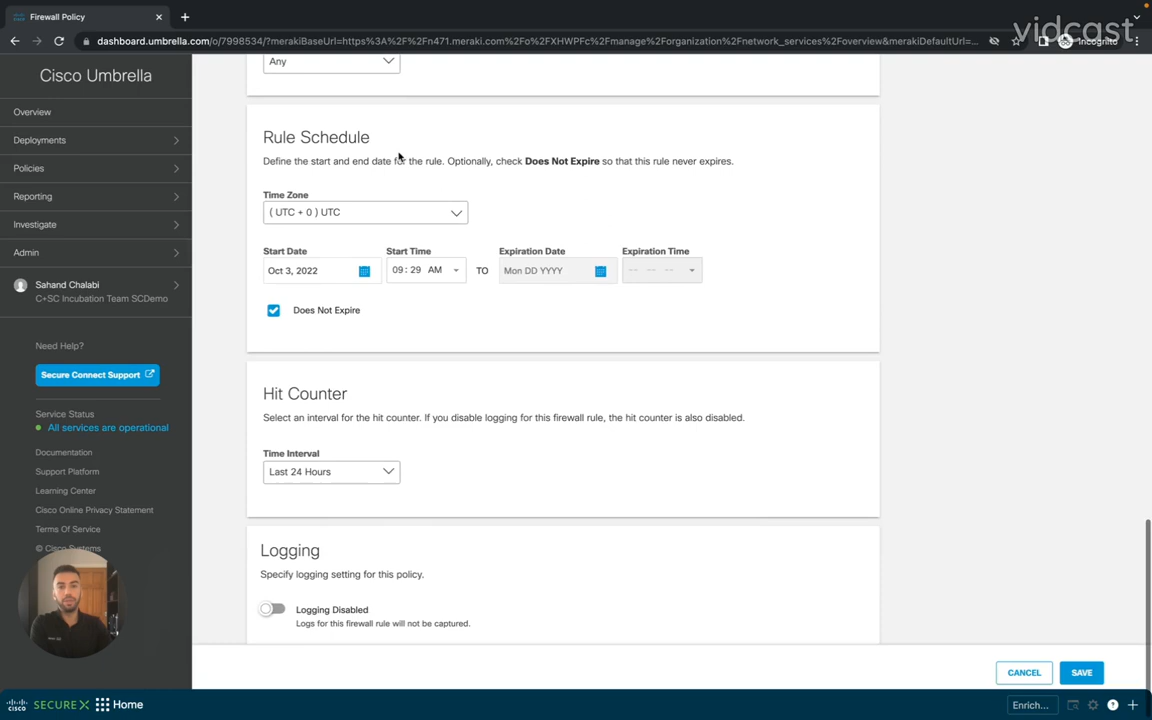 Firewall Policy
vidcast
dashboard.umbrella.com/o/7998534/?merakiBaseUrl=https%3A%2F%2Fn471.meraki.com%2Fo%2FXHWPFc%2Fmanage%2Forganization%2Fnetwork_services%2Foverview&merakiDefaultUrl=...
Incognito
Cisco Umbrella
Overview
Deployments
Policies
Reporting
Investigate
Admin
Sahand Chalabi
C+SC Incubation Team SCDemo
Need Help?
Secure Connect Support
Service Status
All services are operational
Documentation
Support Platform
Learning Center
Cisco Online Privacy Statement
Terms Of Service
© Cisco Systems
Any
Rule Schedule
Define the start and end date for the rule. Optionally, check Does Not Expire so that this rule never expires.
Time Zone
( UTC + 0 ) UTC
Start Date Start Time Expiration Date Expiration Time
Oct 3, 2022 09 : 29 AM TO Mon DD YYYY -- -- --
Does Not Expire
Hit Counter
Select an interval for the hit counter. If you disable logging for this firewall rule, the hit counter is also disabled.
Time Interval
Last 24 Hours
Logging
Specify logging setting for this policy.
Logging Disabled
Logs for this firewall rule will not be captured.
CANCEL SAVE
cisco SECUREX Home Enrich...